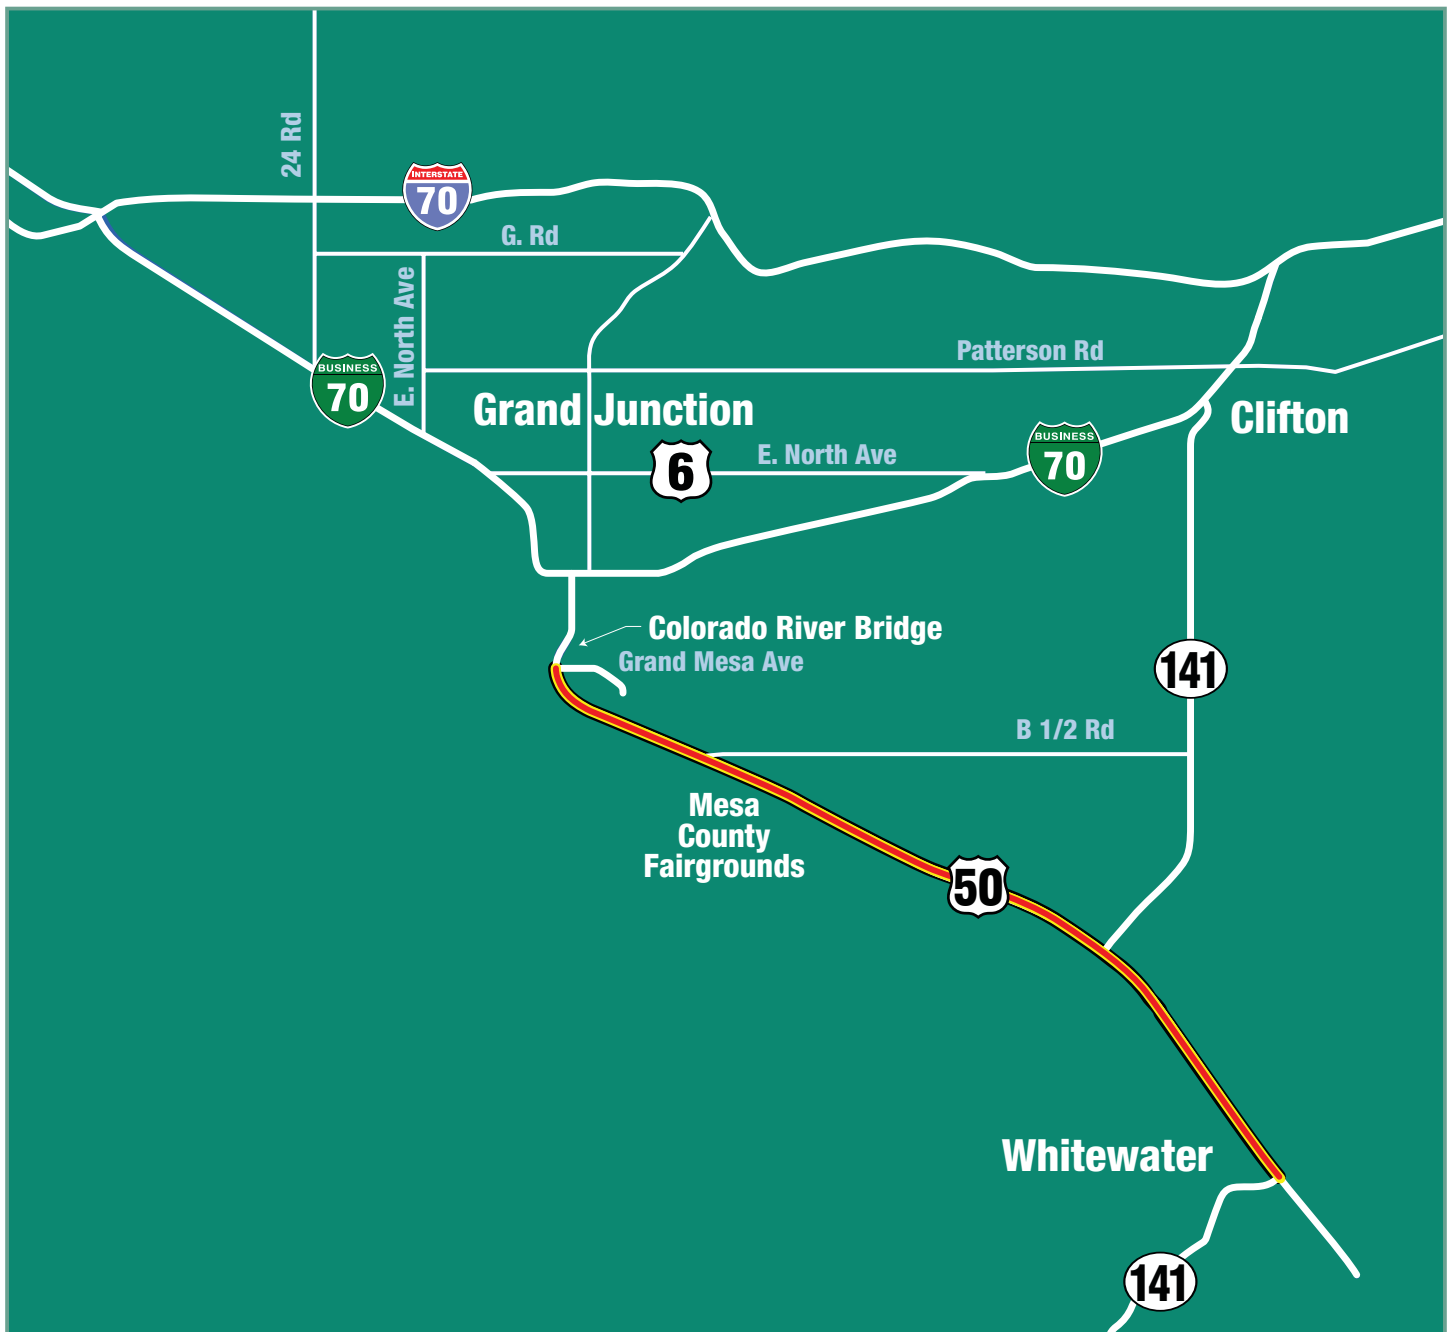 24 Rd
INTERSTATE
70
G. Rd
E. North Ave
Patterson Rd
BUSINESS
70
Grand Junction
Clifton
6
E. North Ave
BUSINESS
70
Colorado River Bridge
Grand Mesa Ave
141
B 1/2 Rd
Mesa
County
Fairgrounds
50
Whitewater
141